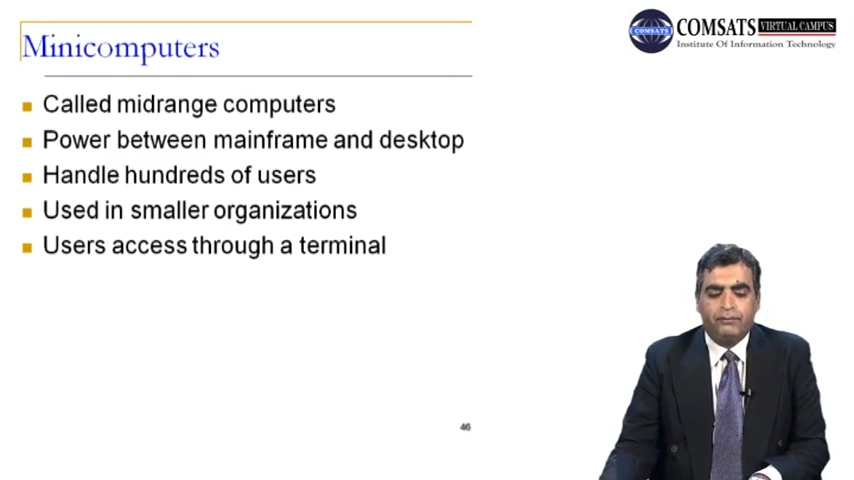 Minicomputers
Called midrange computers
Power between mainframe and desktop
Handle hundreds of users
Used in smaller organizations
Users access through a terminal
46
COMSATS
COMSATS VIRTUAL CAMPUS
Institute Of Information Technology